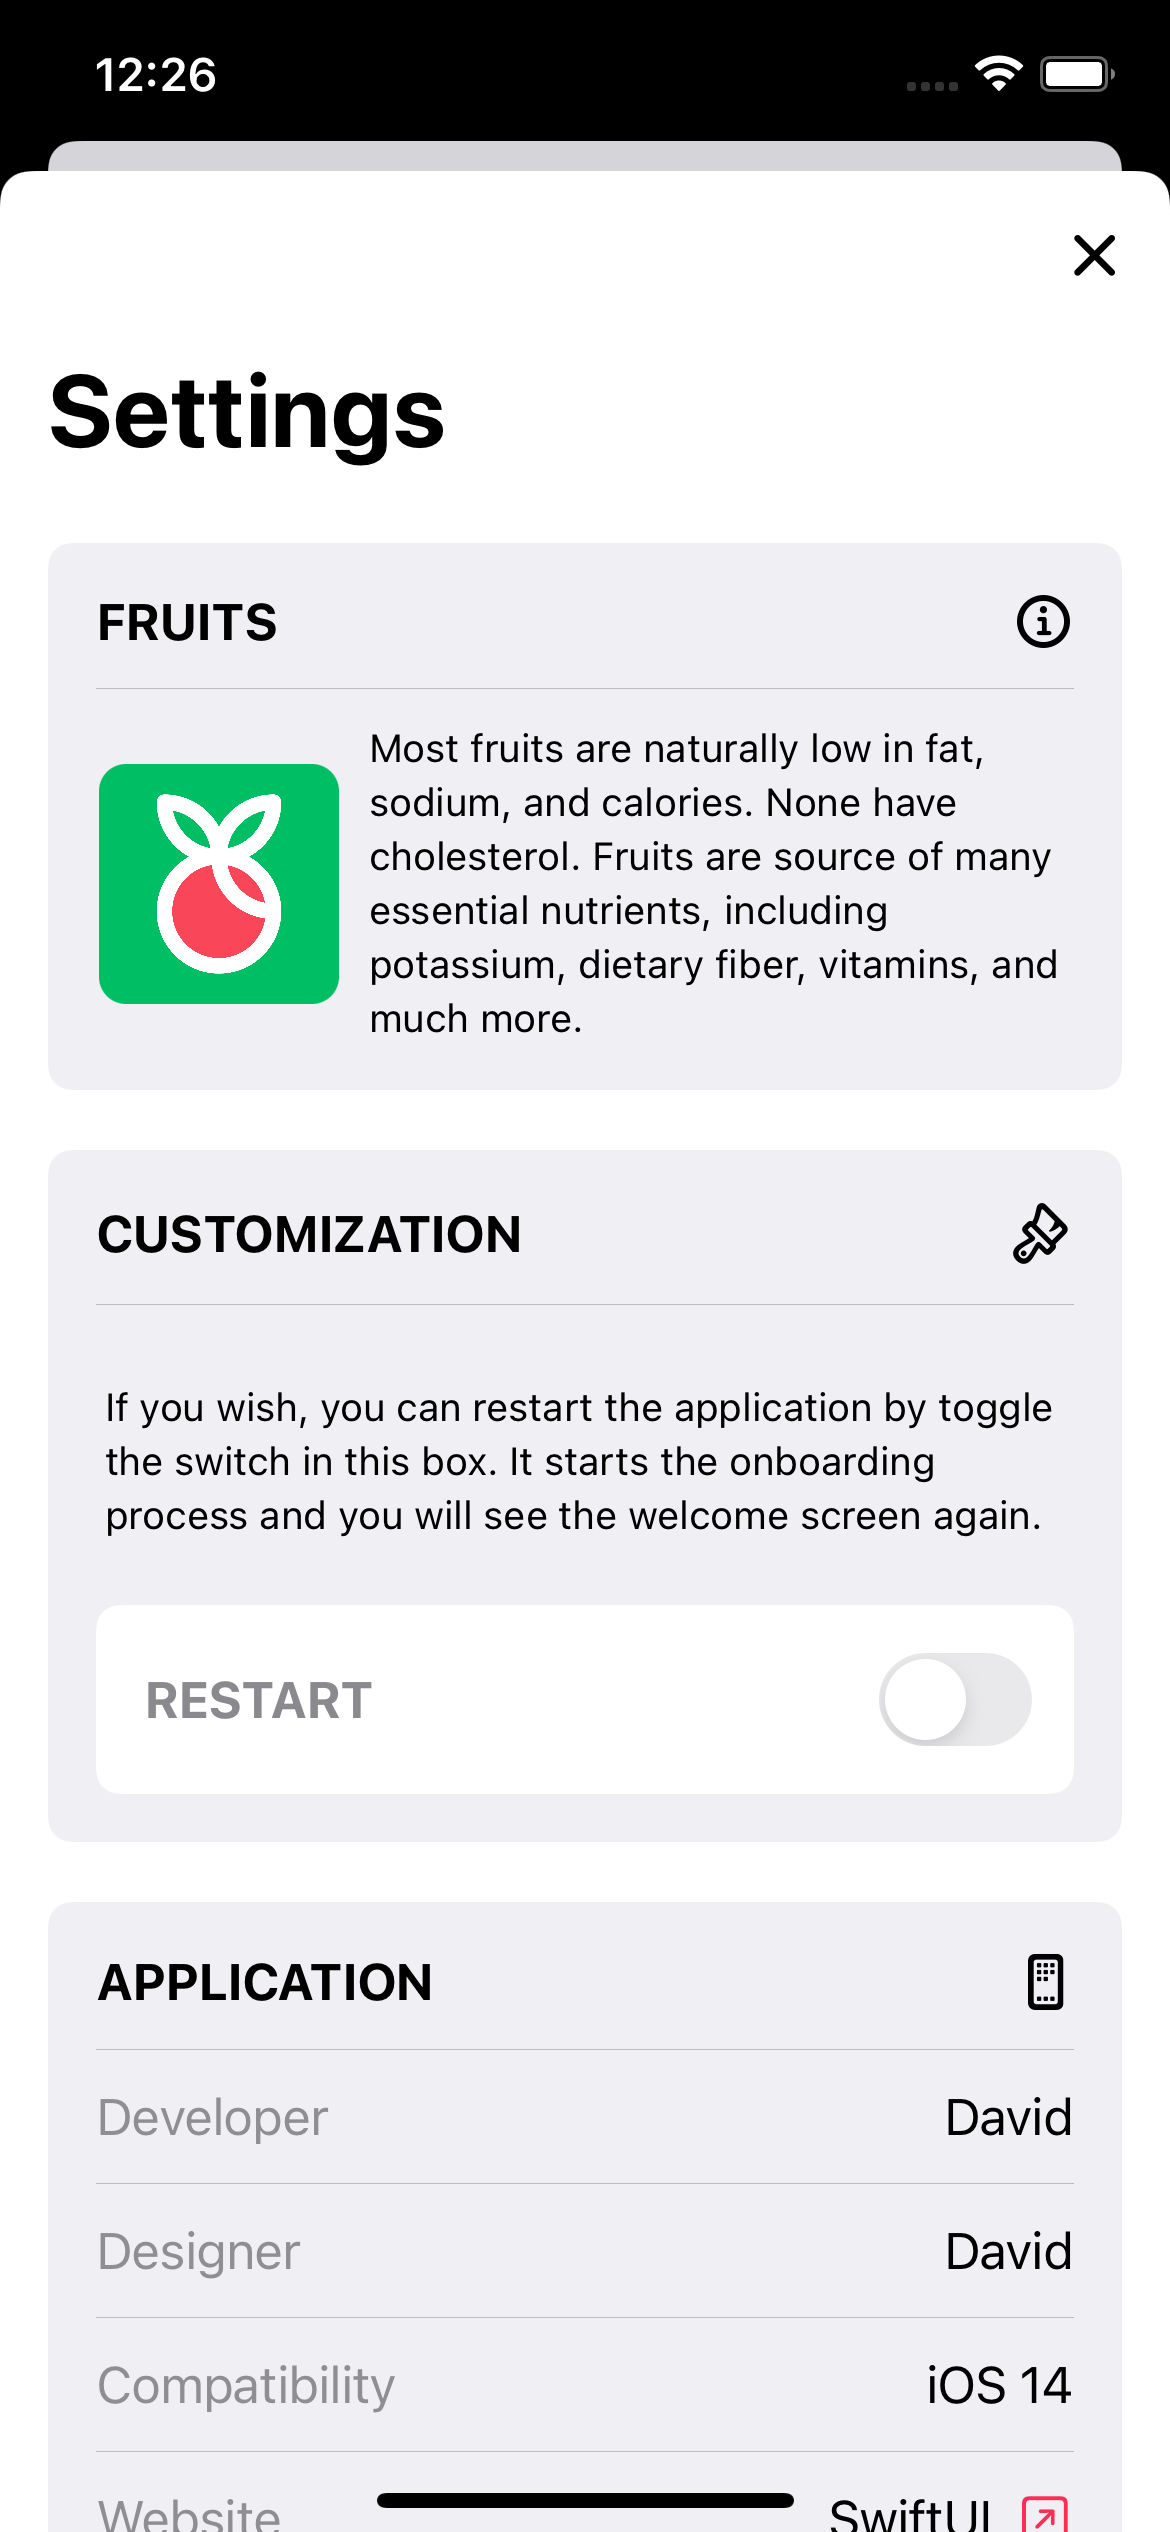 12:26
Settings
FRUITS
Most fruits are naturally low in fat,
sodium, and calories. None have
cholesterol. Fruits are source of many
essential nutrients, including
potassium, dietary fiber, vitamins, and
much more.
CUSTOMIZATION
If you wish, you can restart the application by toggle
the switch in this box. It starts the onboarding
process and you will see the welcome screen again.
RESTART
APPLICATION
Developer David
Designer David
Compatibility iOS 14
Website SwiftUI